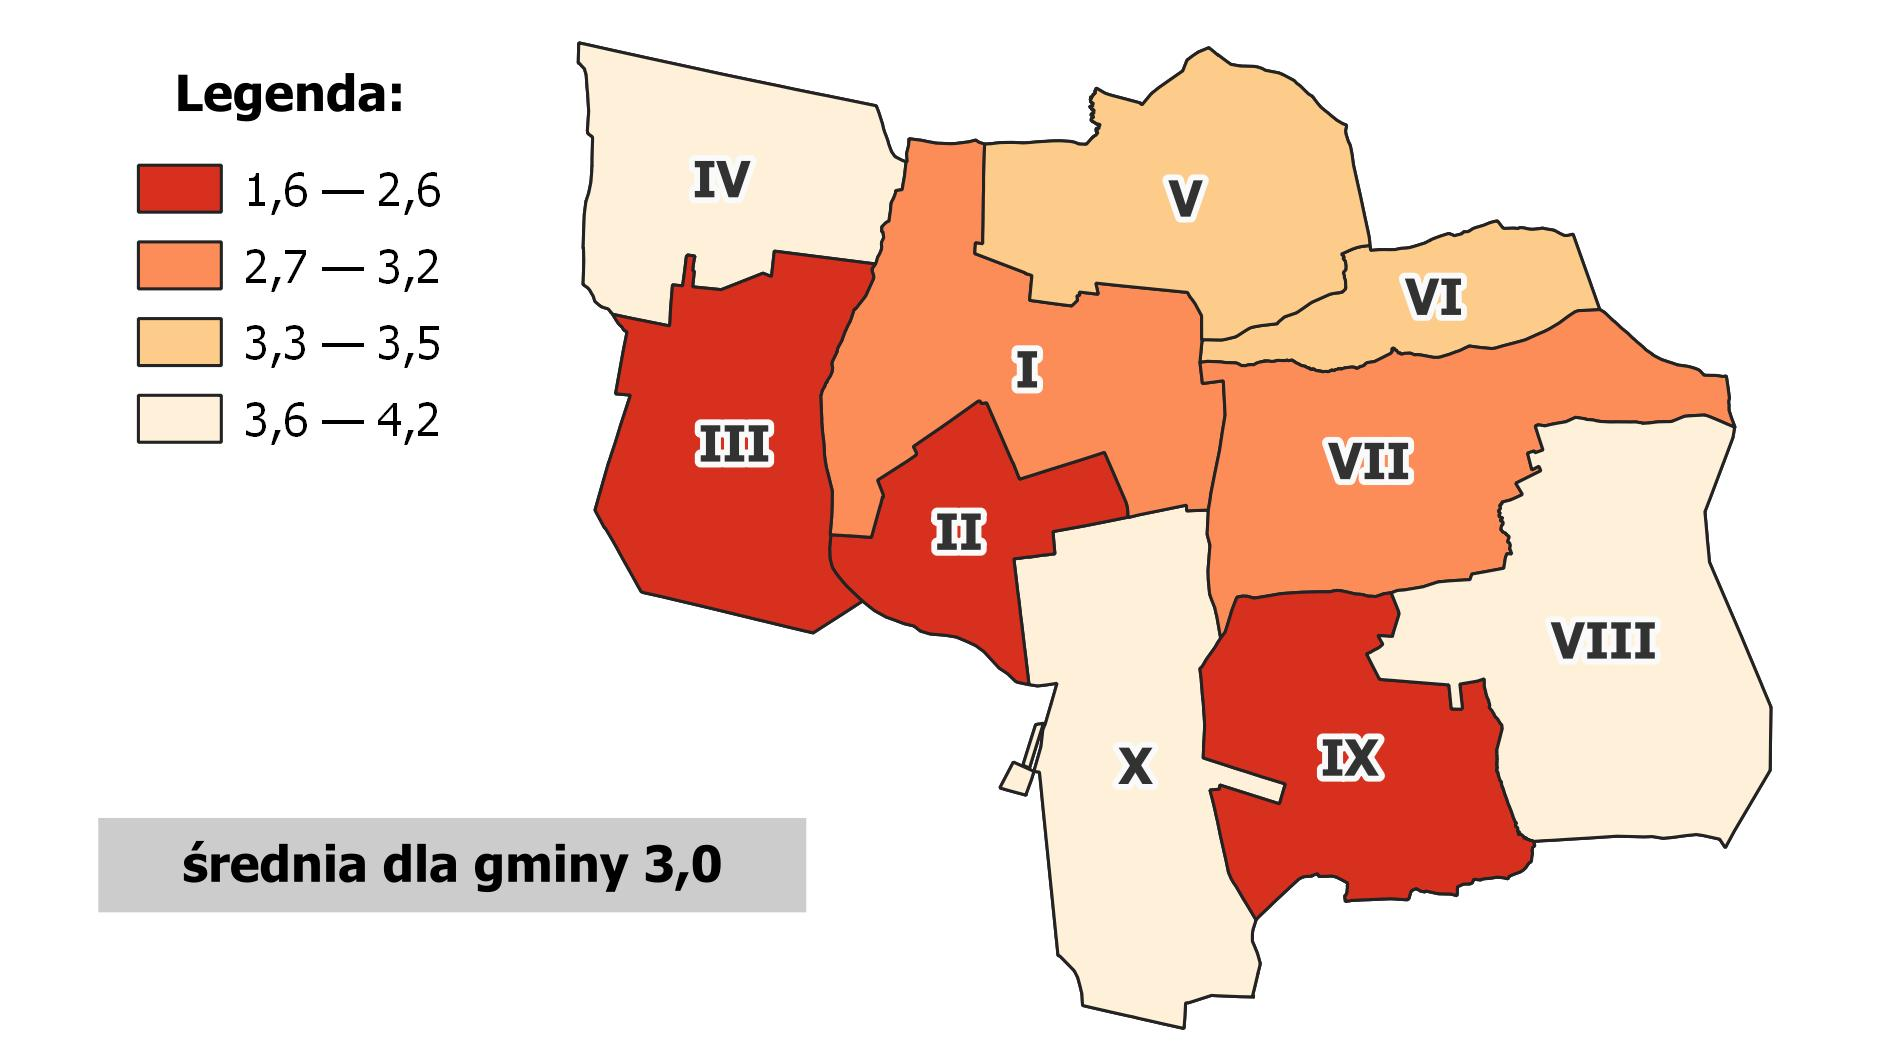 Legenda:
1,6 — 2,6
2,7 — 3,2
3,3 — 3,5
3,6 — 4,2
IV
V
VI
I
III
VII
II
VIII
IX
X
średnia dla gminy 3,0